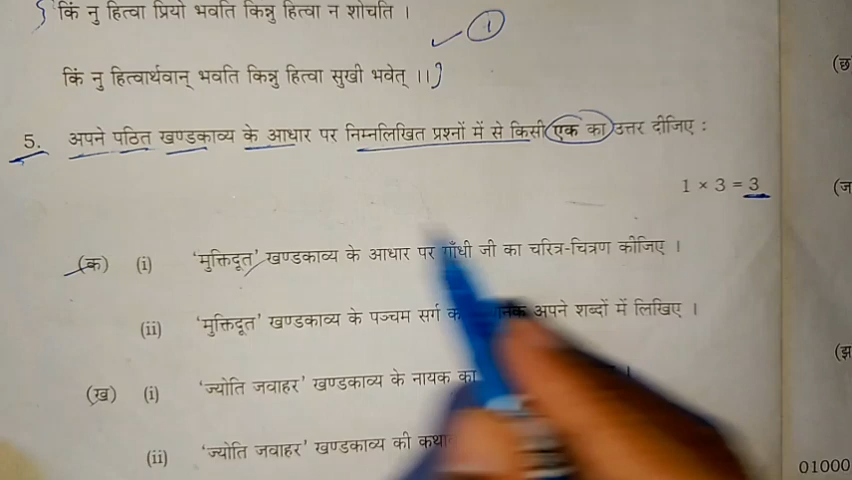 किं नु हित्वा प्रियो भवति किन्नु हित्वा न शोचति ।
1
किं नु हित्वार्थवान् भवति किन्नु हित्वा सुखी भवेत् ।।
(छ
5. अपने पठित खण्डकाव्य के आधार पर निम्नलिखित प्रश्नों में से किसी एक का उत्तर दीजिए :
1 × 3 = 3
(ज
(क) (i) 'मुक्तिदूत' खण्डकाव्य के आधार पर गाँधी जी का चरित्र-चित्रण कीजिए ।
(ii) 'मुक्तिदूत' खण्डकाव्य के पञ्चम सर्ग अपने शब्दों में लिखिए ।
(झ
(ख) (i) 'ज्योति जवाहर' खण्डकाव्य के नायक का
(ii) 'ज्योति जवाहर' खण्डकाव्य की
01000